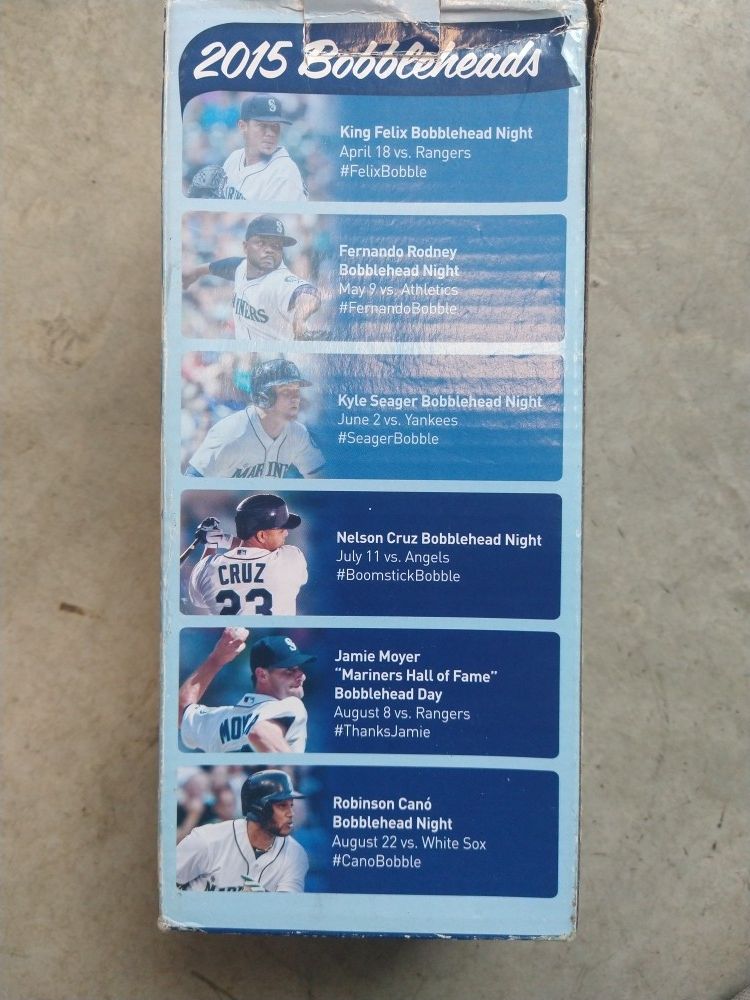 2015 Bobbleheads
King Felix Bobblehead Night
April 18 vs. Rangers
#FelixBobble
Fernando Rodney
Bobblehead Night
May 9 vs. Athletics
#FernandoBobble
Kyle Seager Bobblehead Night
June 2 vs. Yankees
#SeagerBobble
MARIN
Nelson Cruz Bobblehead Night
July 11 vs. Angels
#BoomstickBobble
CRUZ
23
Jamie Moyer
“Mariners Hall of Fame”
Bobblehead Day
August 8 vs. Rangers
#ThanksJamie
MOY
Robinson Canó
Bobblehead Night
August 22 vs. White Sox
#CanoBobble